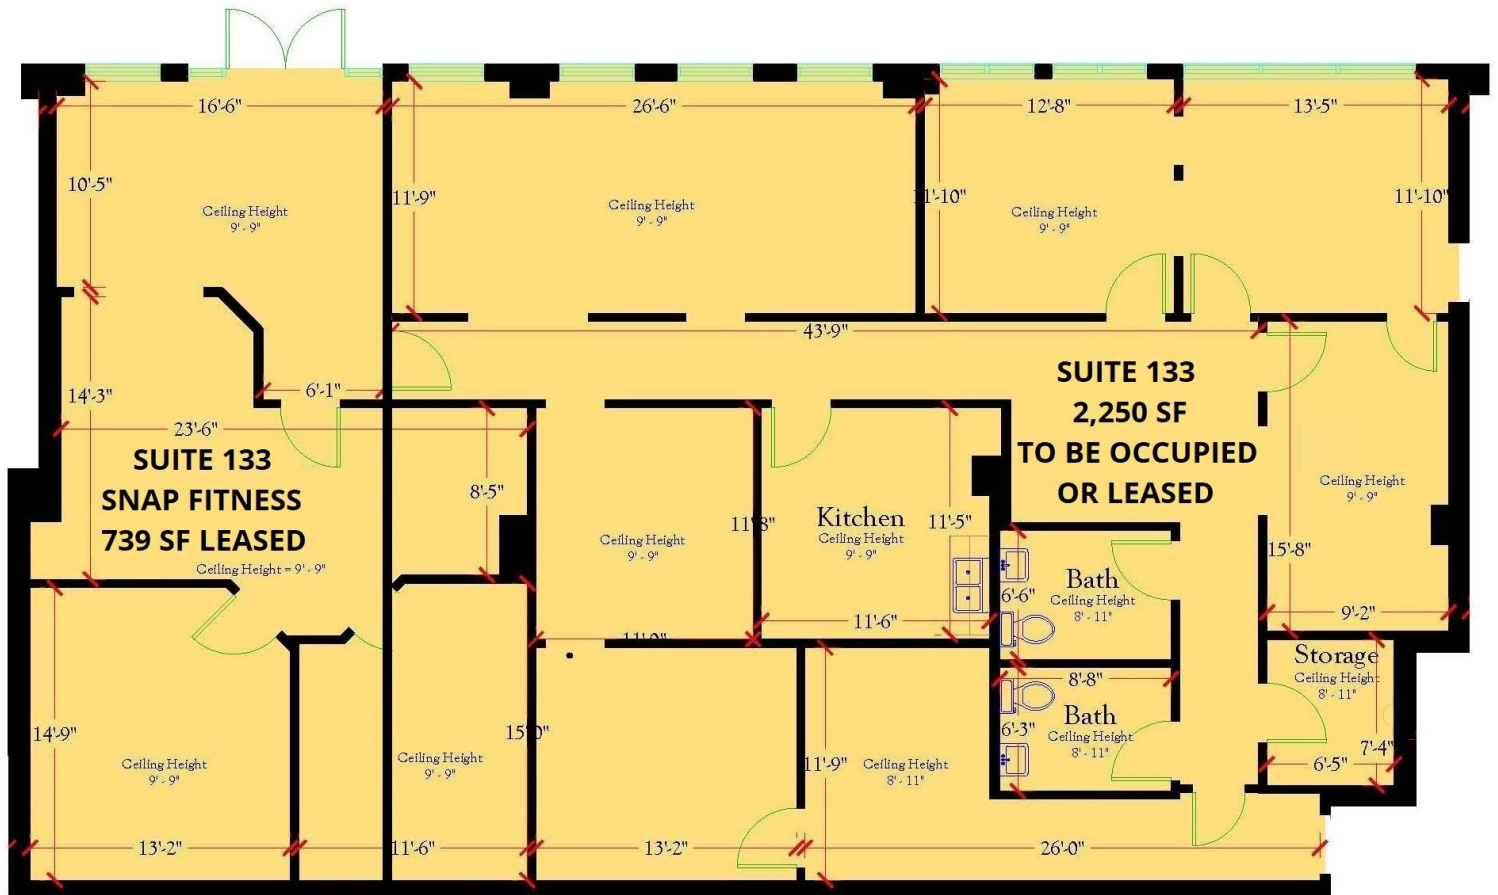 16'-6"
26'-6"
12'-8"
13'-5"
10'-5"
11'-9"
11'-10"
11'-10"
Ceiling Height
9' - 9"
Ceiling Height
9' - 9"
Ceiling Height
9' - 9"
43'-9"
14'-3"
6'-1"
23'-6"
SUITE 133
SNAP FITNESS
739 SF LEASED
Ceiling Height = 9' - 9"
SUITE 133
2,250 SF
TO BE OCCUPIED
OR LEASED
8'-5"
11'-8"
Ceiling Height
9' - 9"
Kitchen
Ceiling Height
9' - 9"
11'-5"
11'-6"
Ceiling Height
9' - 9"
15'-8"
9'-2"
Bath
Ceiling Height
8' - 11"
6'-6"
8'-8"
Bath
Ceiling Height
8' - 11"
6'-3"
Storage
Ceiling Height
8' - 11"
7'-4"
6'-5"
14'-9"
Ceiling Height
9' - 9"
Ceiling Height
9' - 9"
15'-0"
11'-9"
Ceiling Height
8' - 11"
13'-2"
11'-6"
13'-2"
26'-0"